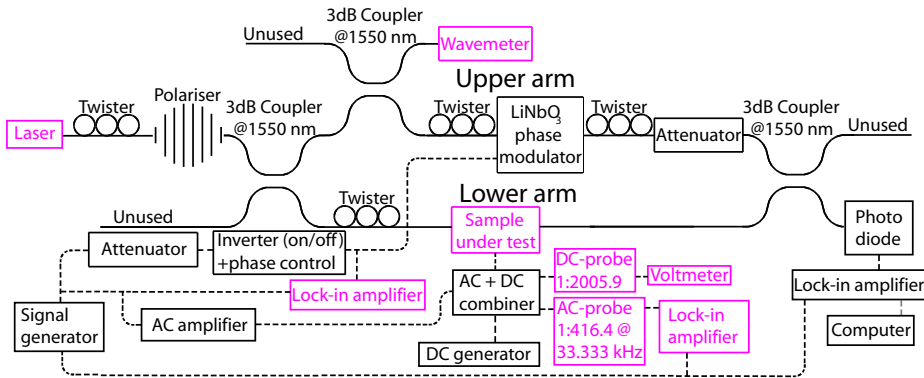 3dB Coupler
@1550 nm
Unused
Wavemeter
Upper arm
Twister
Polariser
3dB Coupler
@1550 nm
Twister
LiNbO3
phase
modulator
Twister
3dB Coupler
@1550 nm
Laser
Attenuator
Unused
Lower arm
Twister
Unused
Sample
under test
Photo
diode
Attenuator
Inverter (on/off)
+phase control
DC-probe
1:2005.9
Voltmeter
Lock-in amplifier
AC + DC
combiner
Lock-in amplifier
Signal
generator
AC amplifier
AC-probe
1:416.4 @
33.333 kHz
Lock-in
amplifier
Computer
DC generator